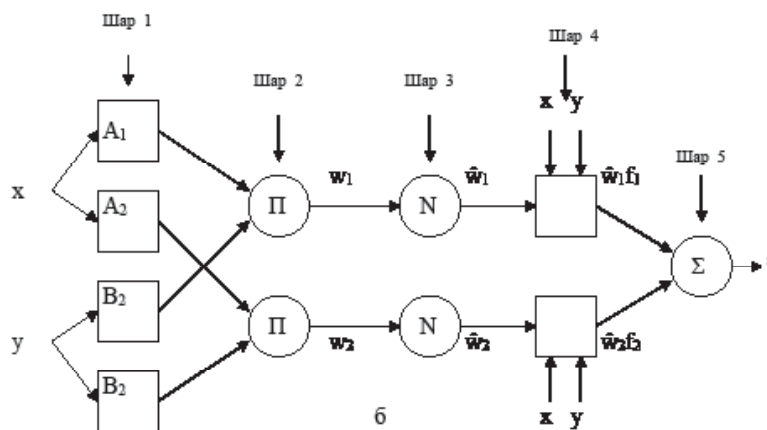 Шар 1
Шар 2
Шар 3
Шар 4
Шар 5
x y
A₁
x
A₂
w₁
ŵ₁
ŵ₁f₁
П
N
Σ
B₂
y
B₂
П
N
w₂
ŵ₂
ŵ₂f₂
x y
б